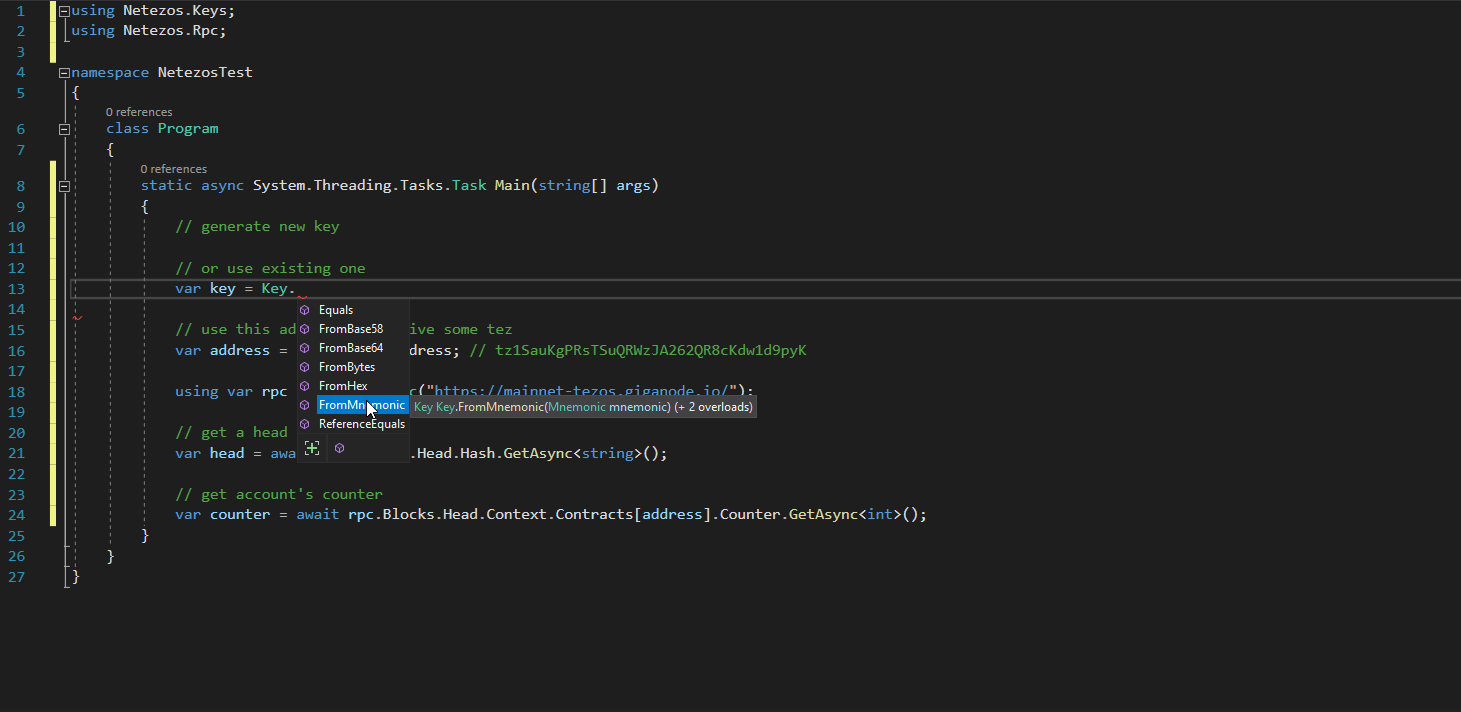 1 using Netezos.Keys;
2 using Netezos.Rpc;
3
4 namespace NetezosTest
5 {
0 references
6 class Program
7 {
0 references
8 static async System.Threading.Tasks.Task Main(string[] args)
9 {
10 // generate new key
11
12 // or use existing one
13 var key = Key.
14
Equals
15 // use this ad
FromBase58
ive some tez
16 var address =
FromBase64
dress; // tz1SauKgPRsTSuQRWzJA262QR8cKdw1d9pyK
17
FromBytes
18 using var rpc
FromHex
c("https://mainnet-tezos.giganode.io/");
19
FromMnemonic
Key Key.FromMnemonic(Mnemonic mnemonic) (+ 2 overloads)
20 // get a head
ReferenceEquals
21 var head = awa
.Head.Hash.GetAsync<string>();
22
23 // get account's counter
24 var counter = await rpc.Blocks.Head.Context.Contracts[address].Counter.GetAsync<int>();
25 }
26 }
27 }